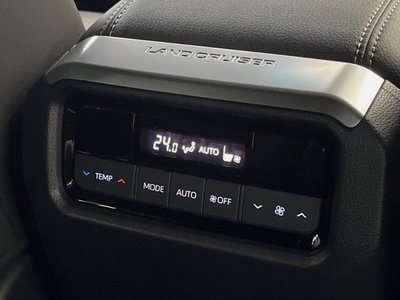 LAND CRUISER
24.0 AUTO
TEMP MODE AUTO OFF